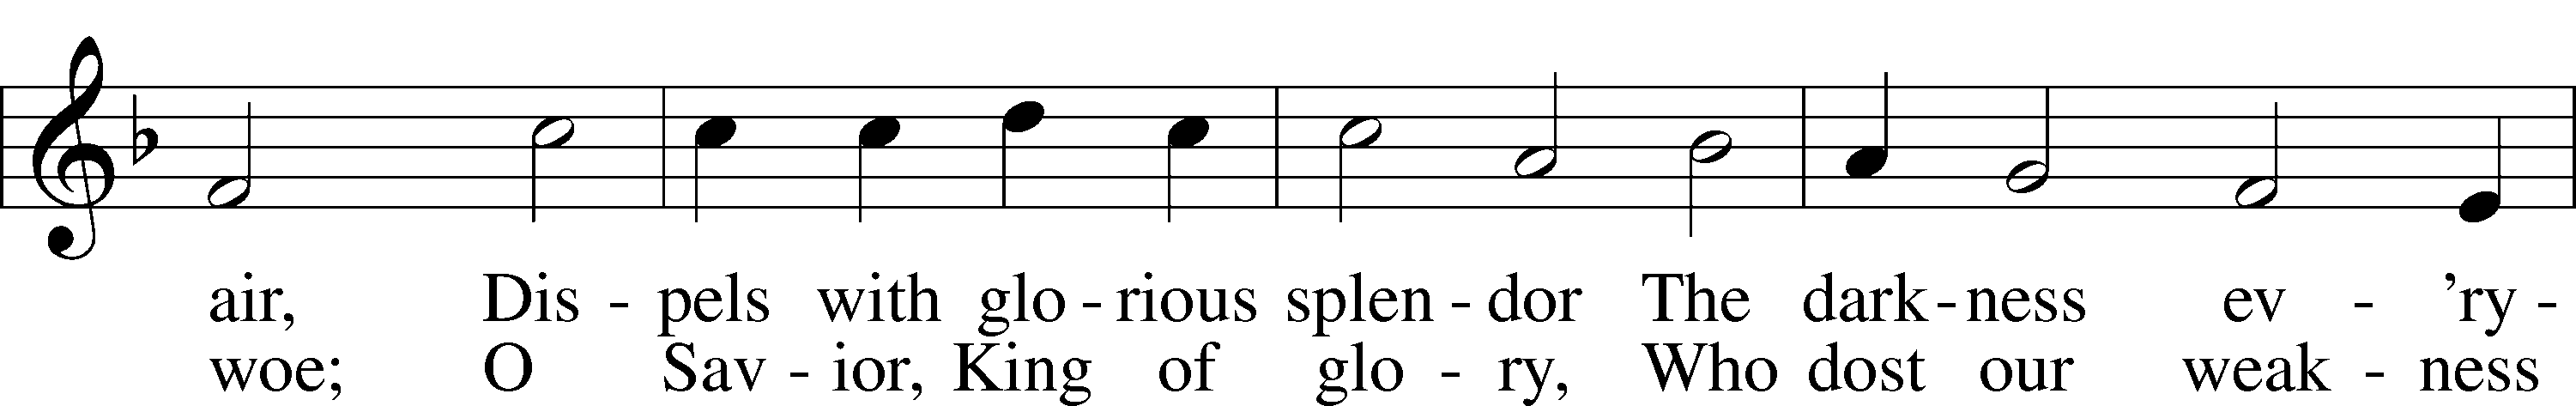 air, Dis - pels with glo - rious splen - dor The dark - ness ev - ’ry -
woe; O Sav - ior, King of glo - ry, Who dost our weak - ness